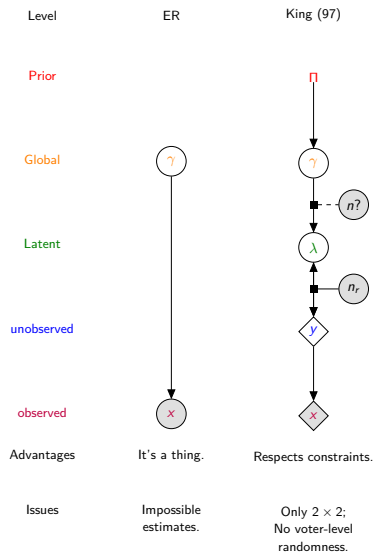 Level ER King (97)
Prior Π
Global γ γ
n?
Latent λ
n_r
unobserved y
observed x x
Advantages It's a thing. Respects constraints.
Issues Impossible Only 2 × 2;
estimates. No voter-level
randomness.